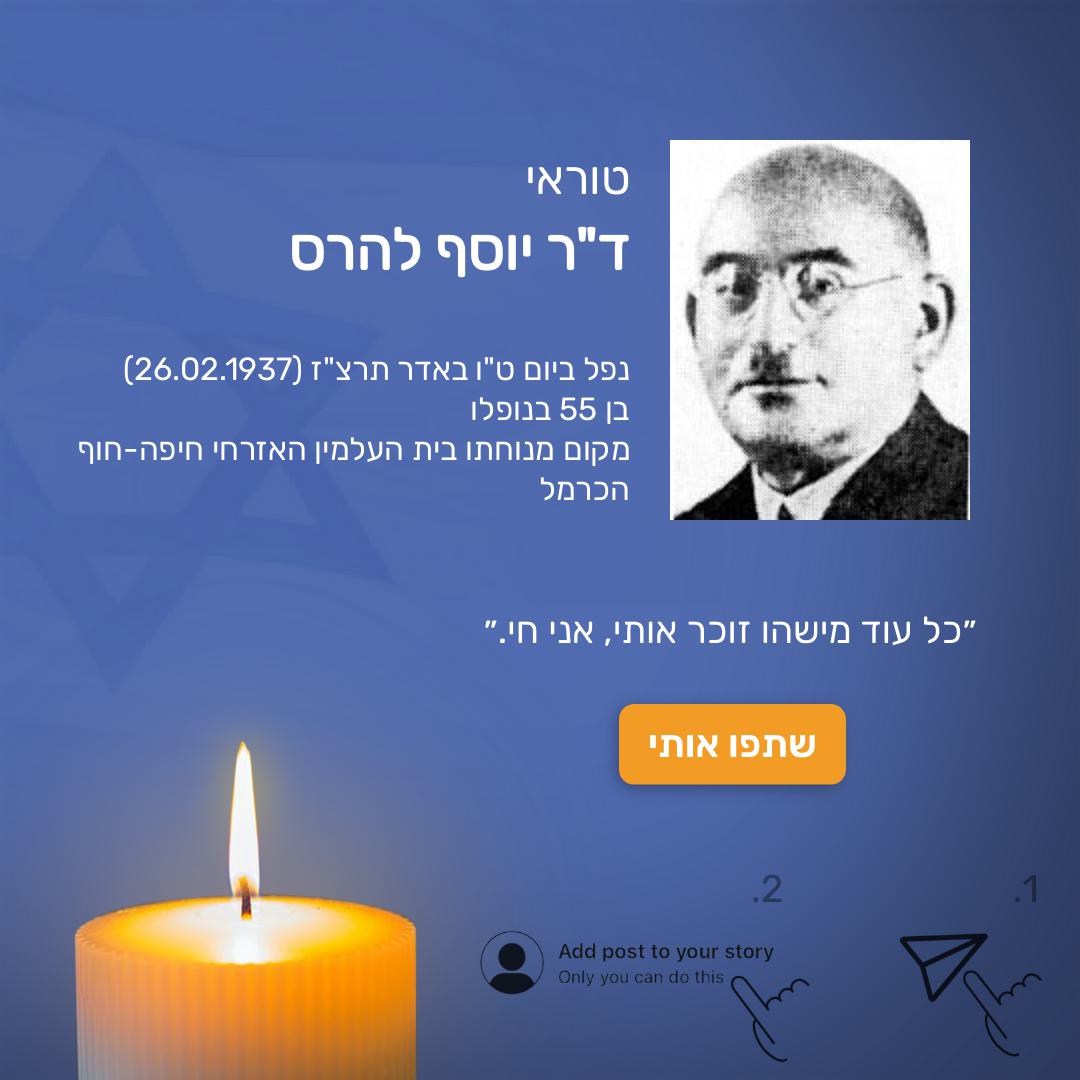 טוראי
ד"ר יוסף להרס
נפל ביום ט"ו באדר תרצ"ז (26.02.1937)
בן 55 בנופלו
מקום מנוחתו בית העלמין האזרחי חיפה-חוף
הכרמל
״כל עוד מישהו זוכר אותי, אני חי.״
שתפו אותי
1.
2.
Add post to your story
Only you can do this